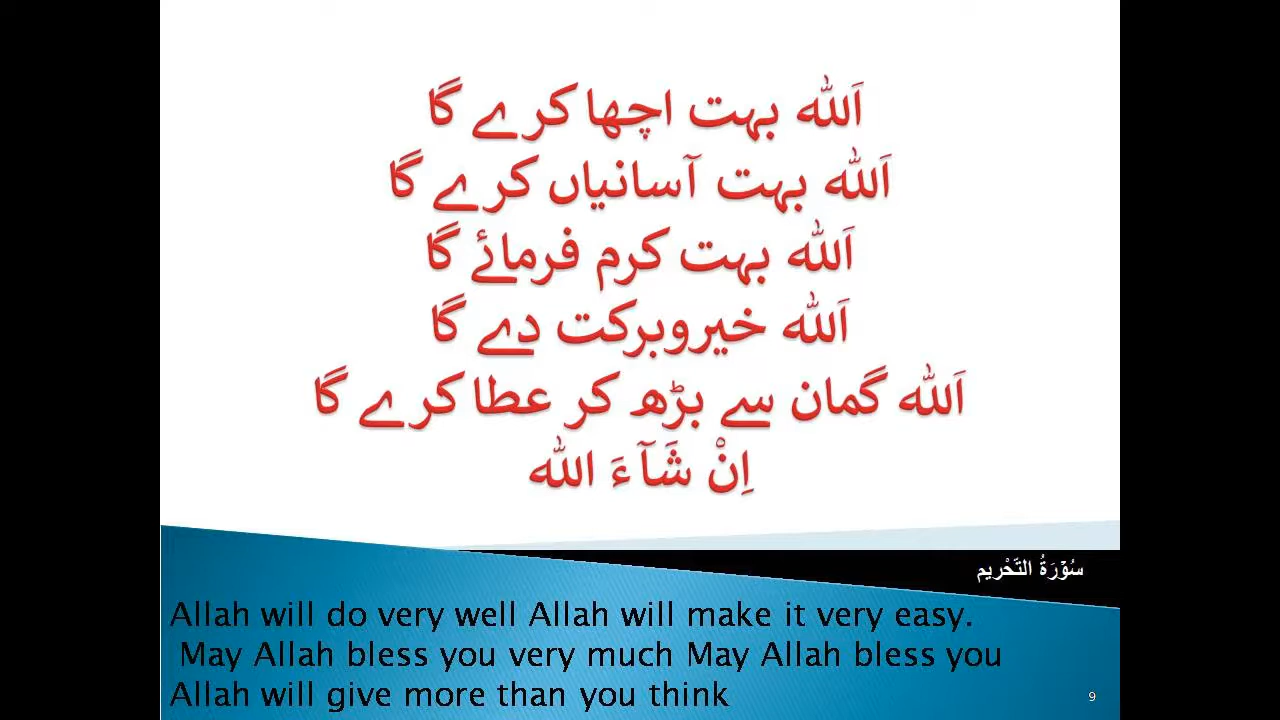 اَللّٰه بہت اچھا کرے گا
اَللّٰه بہت آسانیاں کرے گا
اَللّٰه بہت کرم فرمائے گا
اَللّٰه خیروبرکت دے گا
اَللّٰه گمان سے بڑھ کر عطا کرے گا
اِنْ شَآءَ اللّٰه
سُوْرَةُ التَّحْرِيم
Allah will do very well Allah will make it very easy.
May Allah bless you very much May Allah bless you
Allah will give more than you think
9